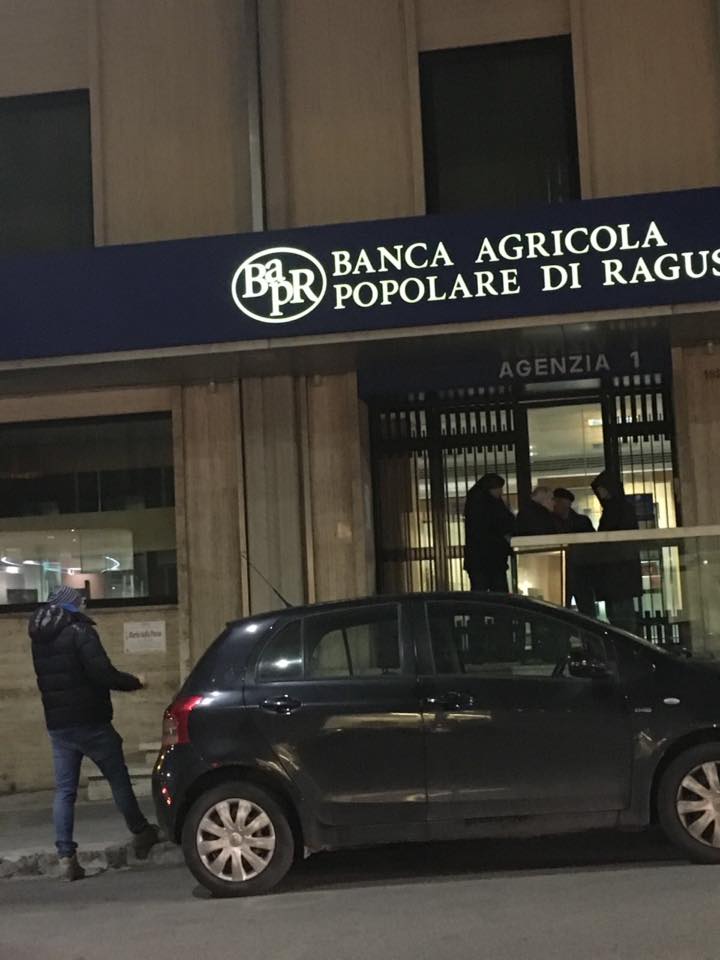 BaPR
BANCA AGRICOLA
POPOLARE DI RAGUS
AGENZIA 1